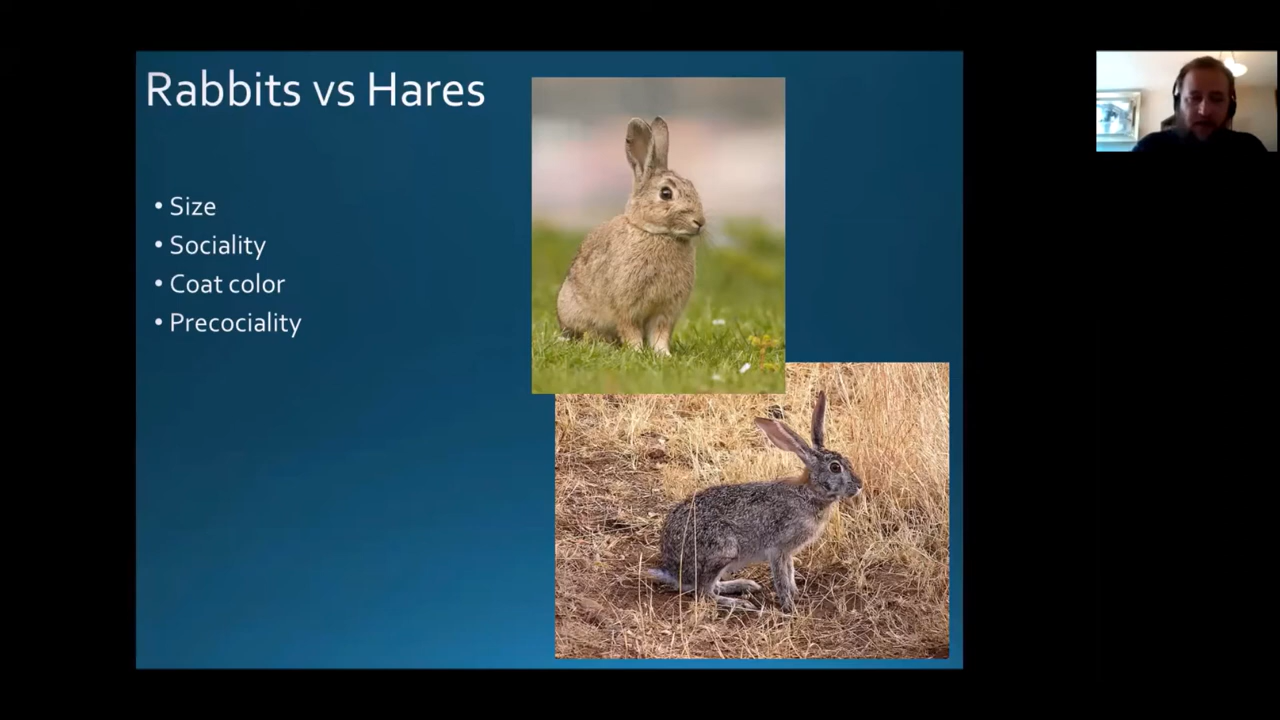 Rabbits vs Hares
• Size
• Sociality
• Coat color
• Precociality